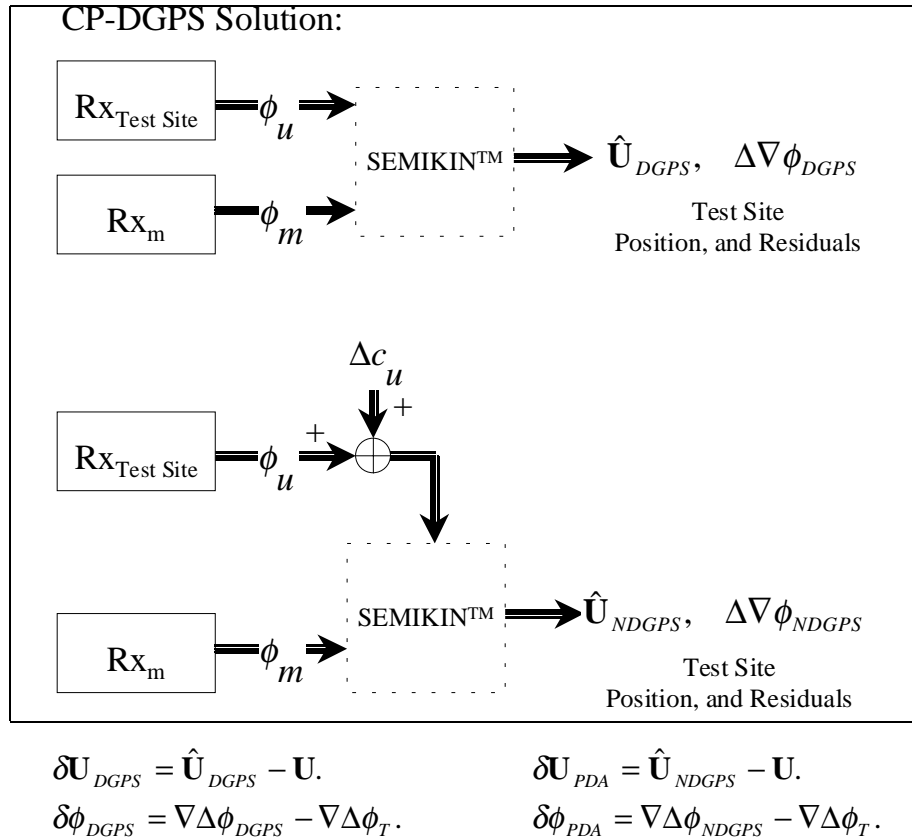 CP-DGPS Solution:
Rx_Test Site
ϕ_u
SEMIKIN™
Û_DGPS, Δ∇ϕ_DGPS
Rx_m
ϕ_m
Test Site
Position, and Residuals
Δc_u
+
+
Rx_Test Site
ϕ_u
SEMIKIN™
Û_NDGPS, Δ∇ϕ_NDGPS
Rx_m
ϕ_m
Test Site
Position, and Residuals
δU_DGPS = Û_DGPS − U. δU_PDA = Û_NDGPS − U.
δϕ_DGPS = ∇Δϕ_DGPS − ∇Δϕ_T. δϕ_PDA = ∇Δϕ_NDGPS − ∇Δϕ_T.